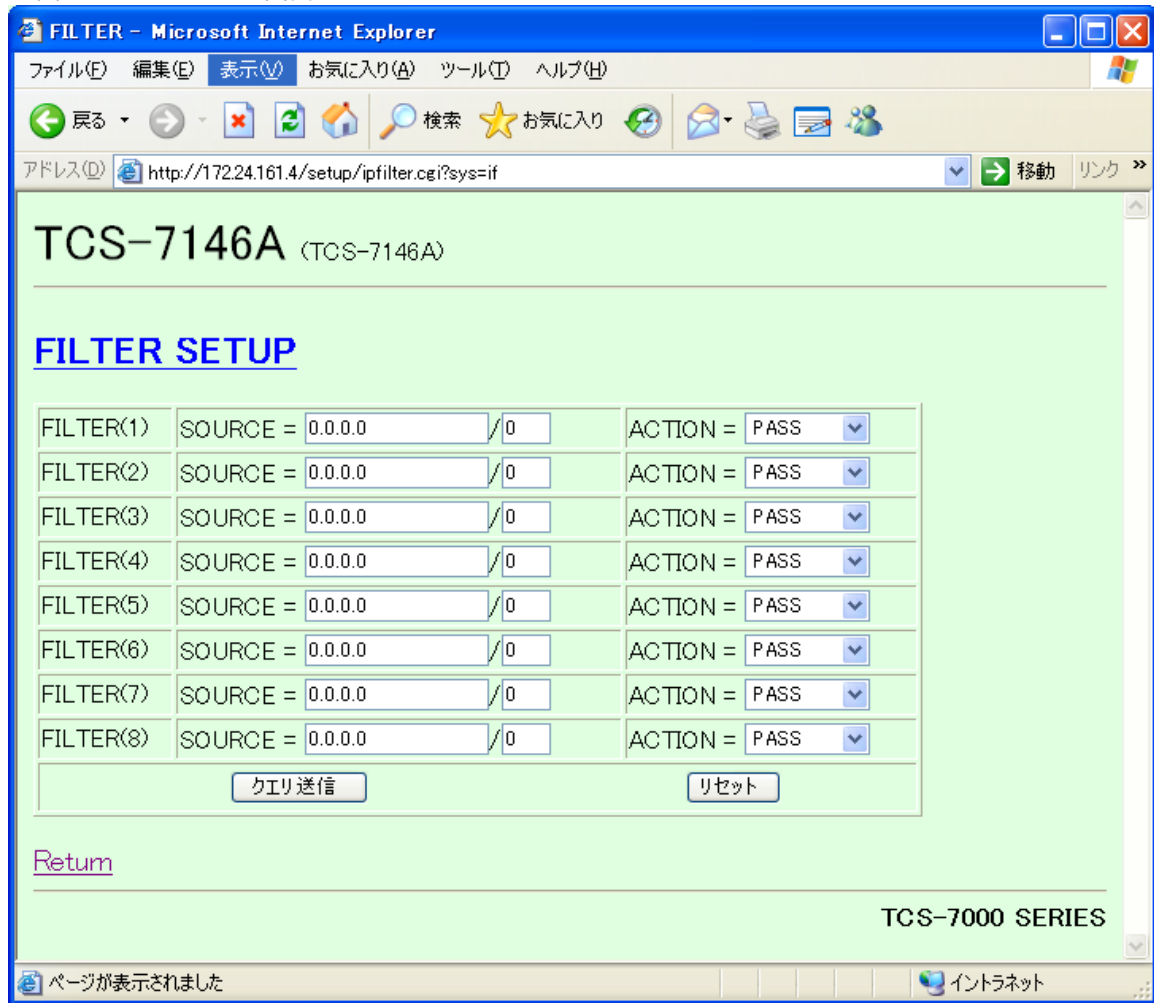 FILTER - Microsoft Internet Explorer
ファイル(F) 編集(E) 表示(V) お気に入り(A) ツール(T) ヘルプ(H)
戻る 検索 お気に入り
アドレス(D) http://172.24.161.4/setup/ipfilter.cgi?sys=if 移動 リンク »
TCS-7146A (TCS-7146A)
FILTER SETUP
FILTER(1) SOURCE = 0.0.0.0 / 0 ACTION = PASS
FILTER(2) SOURCE = 0.0.0.0 / 0 ACTION = PASS
FILTER(3) SOURCE = 0.0.0.0 / 0 ACTION = PASS
FILTER(4) SOURCE = 0.0.0.0 / 0 ACTION = PASS
FILTER(5) SOURCE = 0.0.0.0 / 0 ACTION = PASS
FILTER(6) SOURCE = 0.0.0.0 / 0 ACTION = PASS
FILTER(7) SOURCE = 0.0.0.0 / 0 ACTION = PASS
FILTER(8) SOURCE = 0.0.0.0 / 0 ACTION = PASS
クエリ送信 リセット
Return
TCS-7000 SERIES
ページが表示されました イントラネット